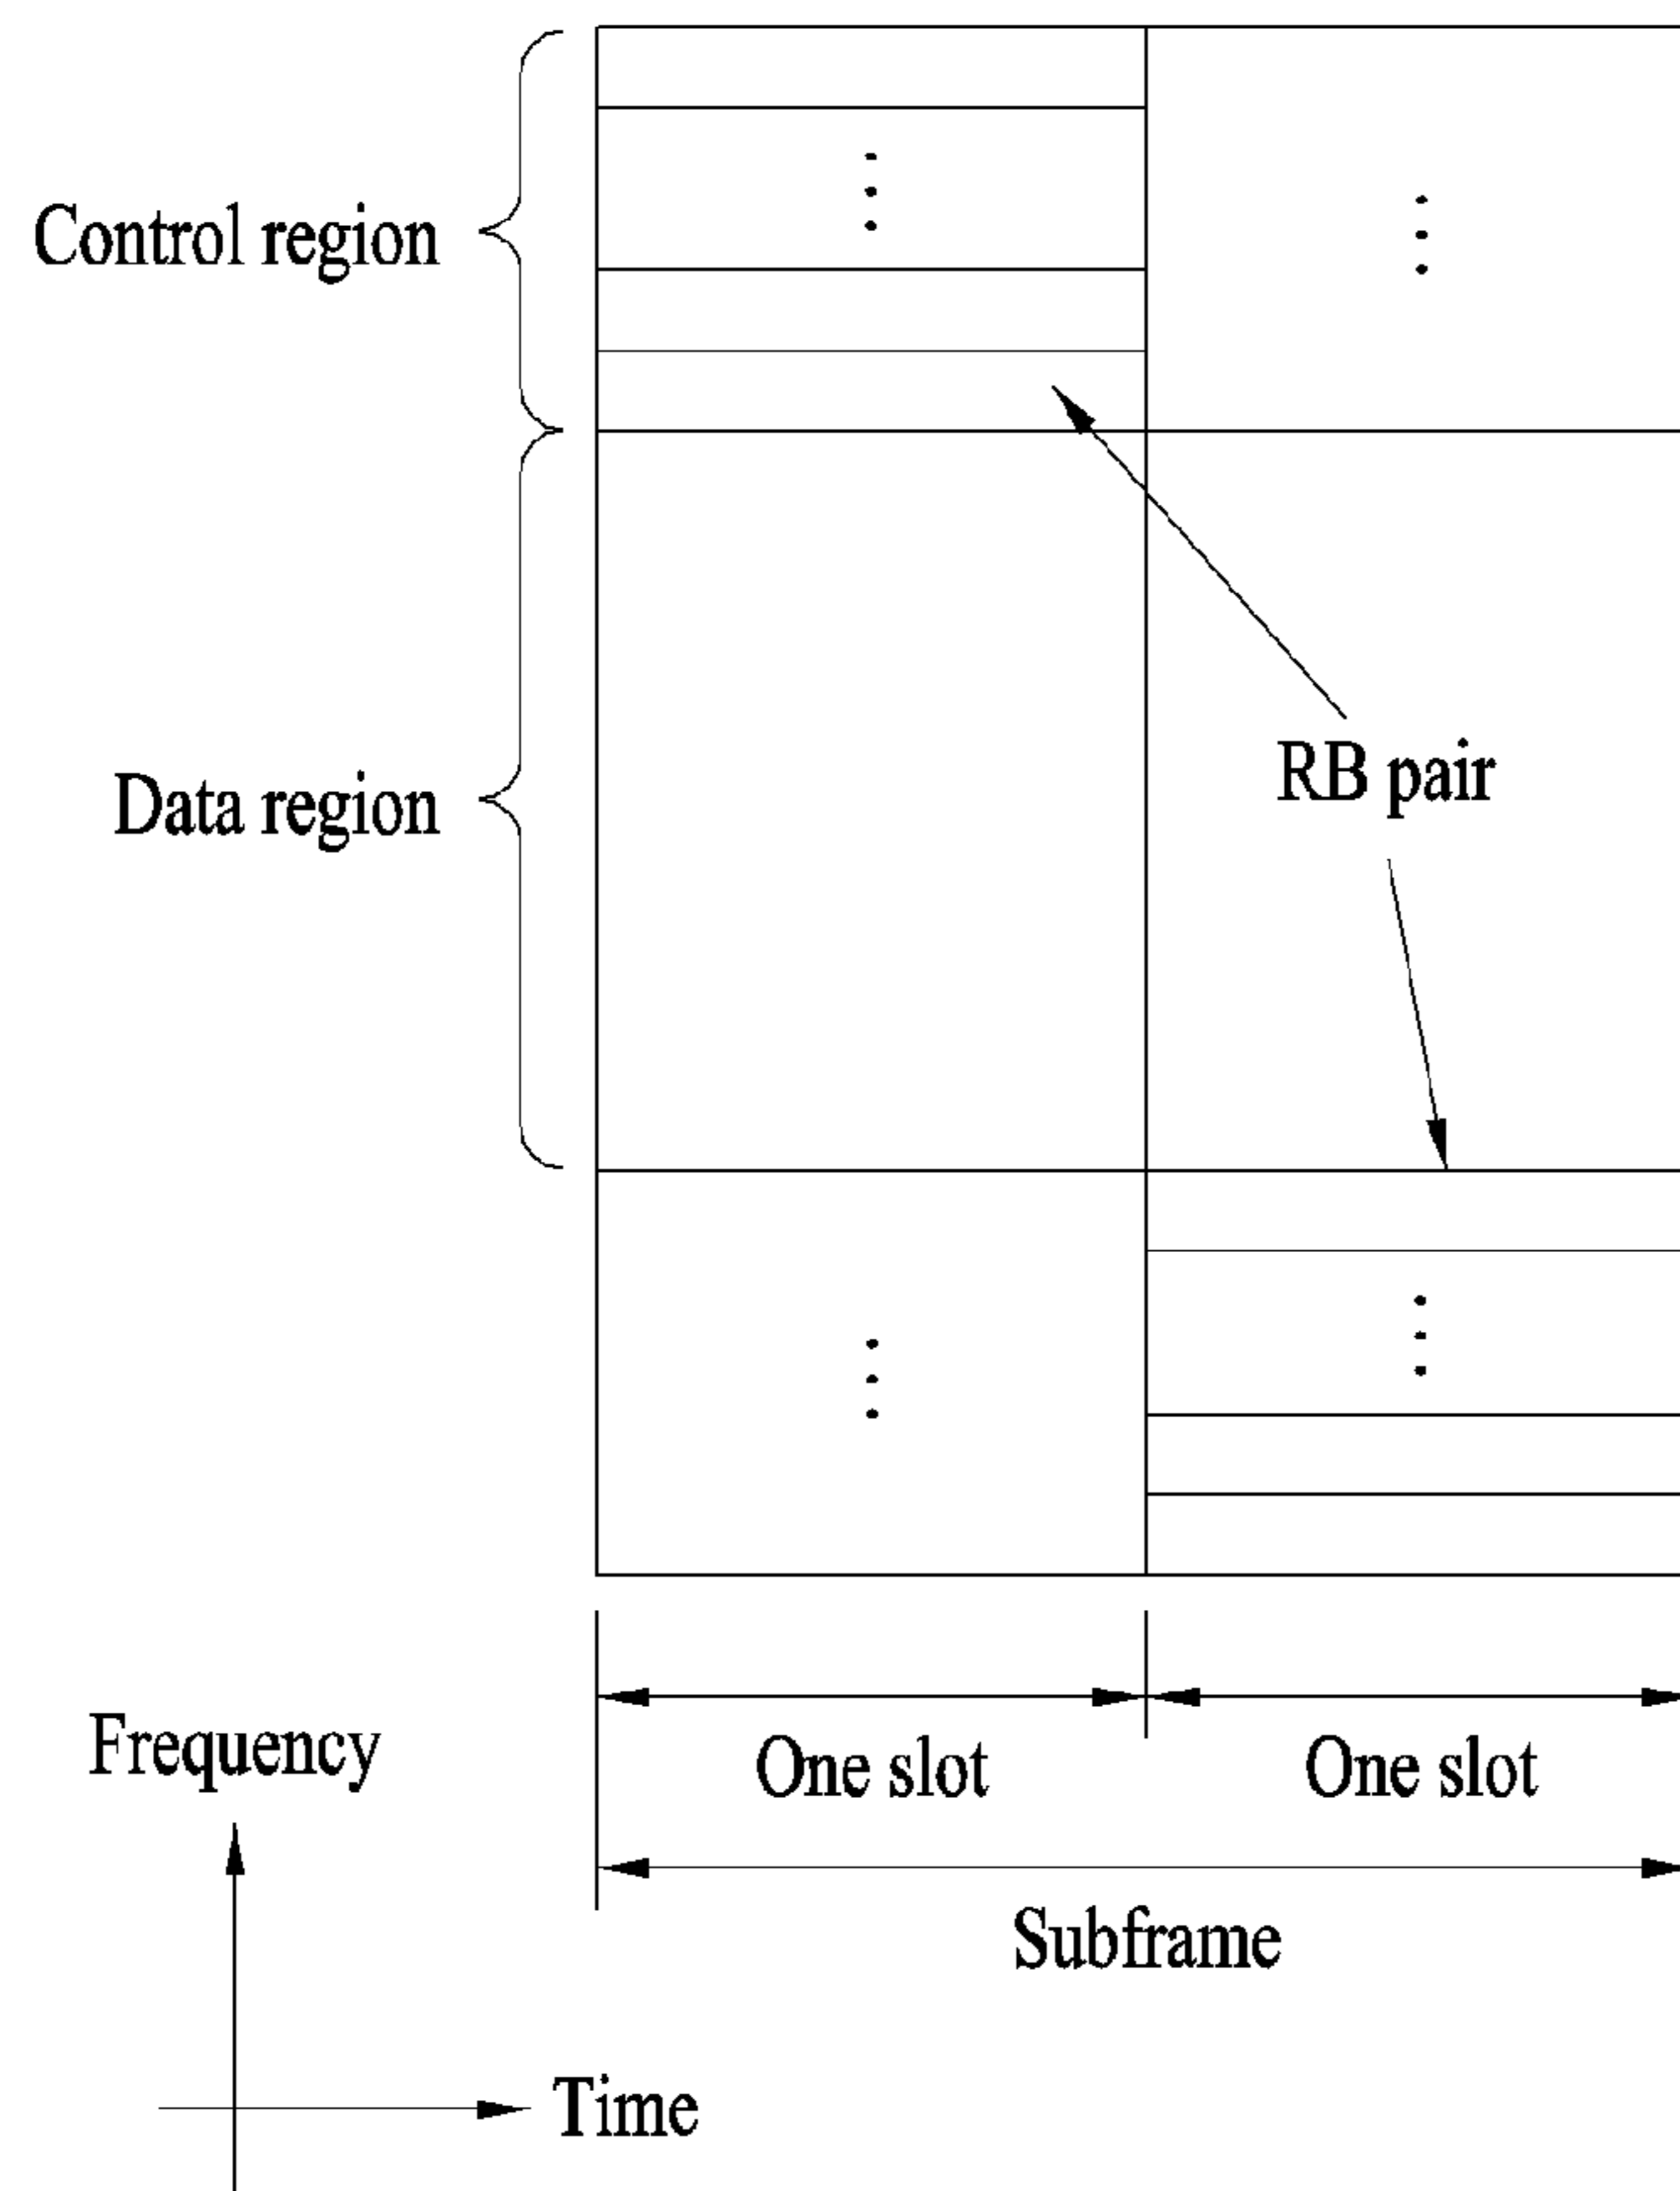 Control region
Data region
RB pair
One slot
One slot
Frequency
Subframe
Time